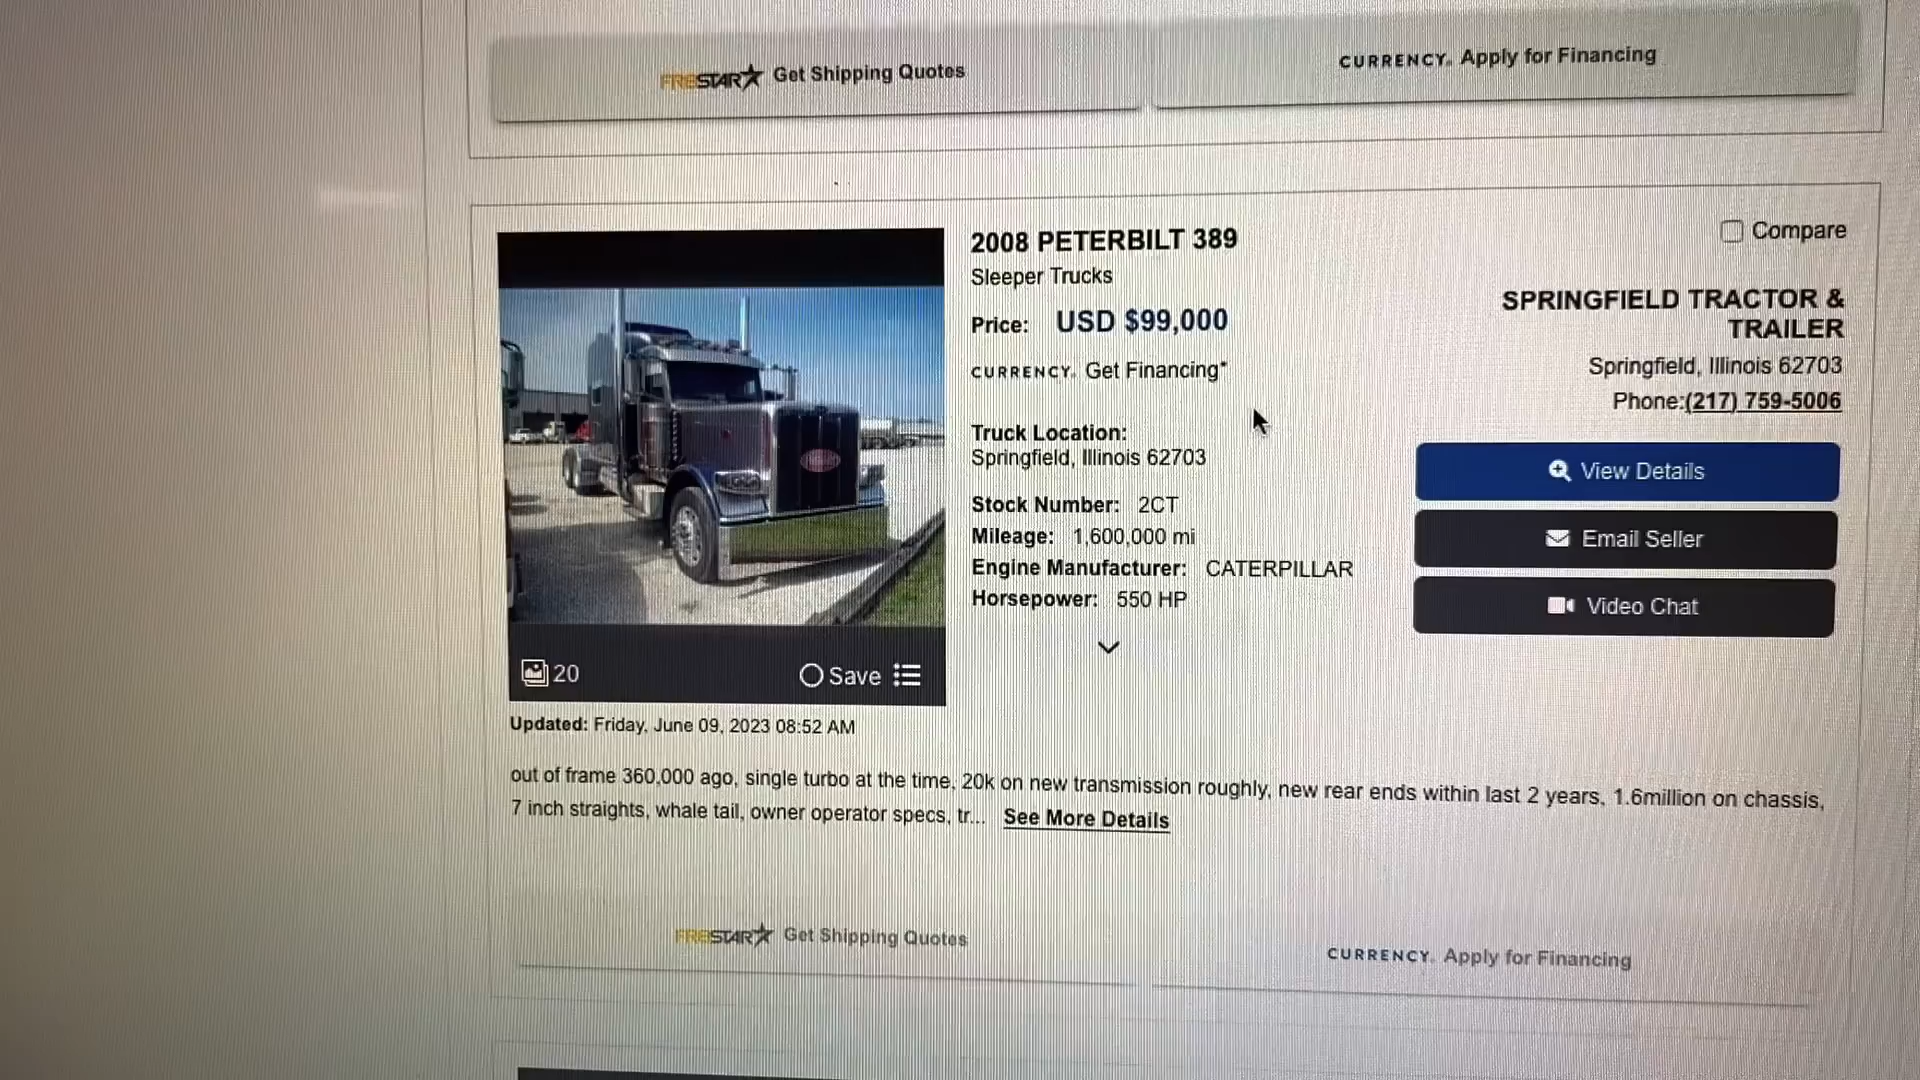 FR8STAR Get Shipping Quotes
CURRENCY. Apply for Financing
2008 PETERBILT 389
Sleeper Trucks
Price: USD $99,000
CURRENCY. Get Financing*
Truck Location:
Springfield, Illinois 62703
Stock Number: 2CT
Mileage: 1,600,000 mi
Engine Manufacturer: CATERPILLAR
Horsepower: 550 HP
Compare
SPRINGFIELD TRACTOR &
TRAILER
Springfield, Illinois 62703
Phone:(217) 759-5006
View Details
Email Seller
Video Chat
20
Save
Updated: Friday, June 09, 2023 08:52 AM
out of frame 360,000 ago, single turbo at the time, 20k on new transmission roughly, new rear ends within last 2 years, 1.6million on chassis,
7 inch straights, whale tail, owner operator specs, tr... See More Details
FR8STAR Get Shipping Quotes
CURRENCY. Apply for Financing